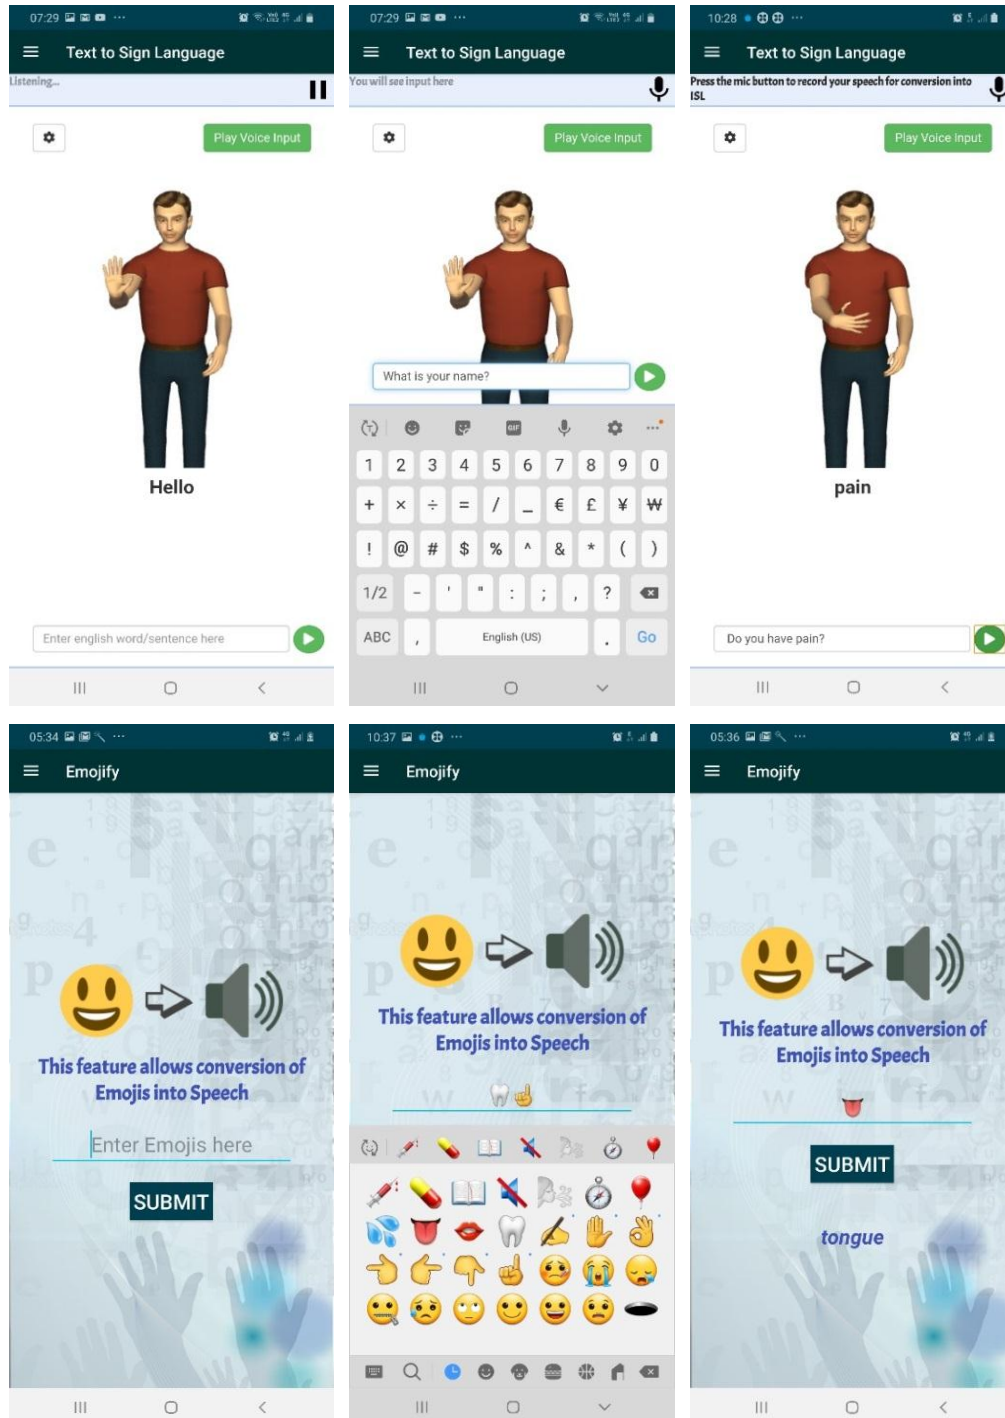 07:29
Text to Sign Language
Listening...
Play Voice Input
Hello
Enter english word/sentence here
07:29
Text to Sign Language
You will see input here
Play Voice Input
What is your name?
GIF
1 2 3 4 5 6 7 8 9 0
+ × ÷ = / _ € £ ¥ ₩
! @ # $ % ^ & * ( )
1/2 - ' " : ; , ?
ABC , English (US) . Go
10:28
Text to Sign Language
Press the mic button to record your speech for conversion into
ISL
Play Voice Input
pain
Do you have pain?
05:34
Emojify
This feature allows conversion of
Emojis into Speech
Enter Emojis here
SUBMIT
10:37
Emojify
This feature allows conversion of
Emojis into Speech
05:36
Emojify
This feature allows conversion of
Emojis into Speech
SUBMIT
tongue